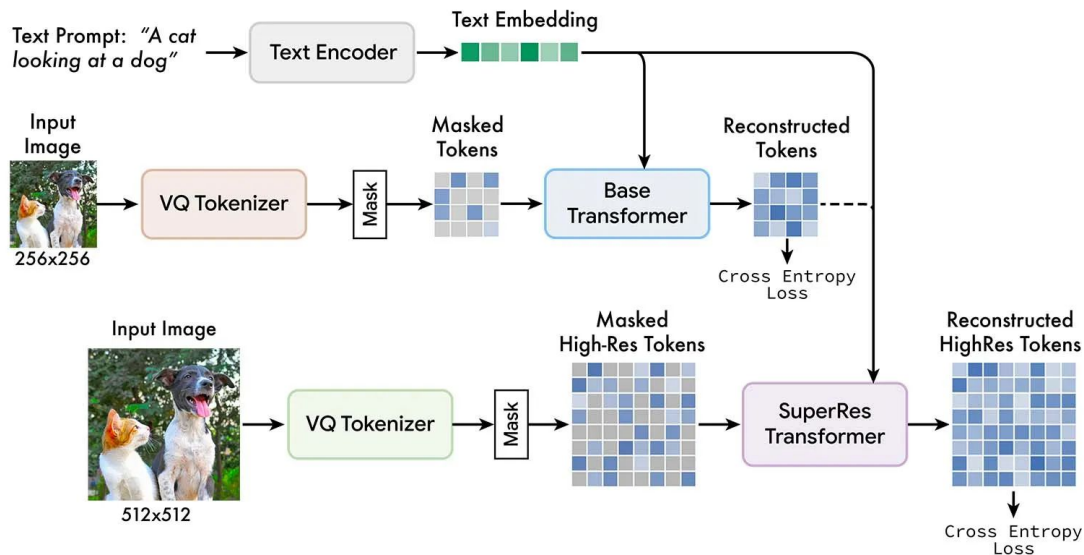 Text Prompt: “A cat
looking at a dog”
Text Encoder
Text Embedding
Input
Image
256x256
VQ Tokenizer
Mask
Masked
Tokens
Base
Transformer
Reconstructed
Tokens
Cross Entropy
Loss
Input Image
512x512
VQ Tokenizer
Mask
Masked
High-Res Tokens
SuperRes
Transformer
Reconstructed
HighRes Tokens
Cross Entropy
Loss